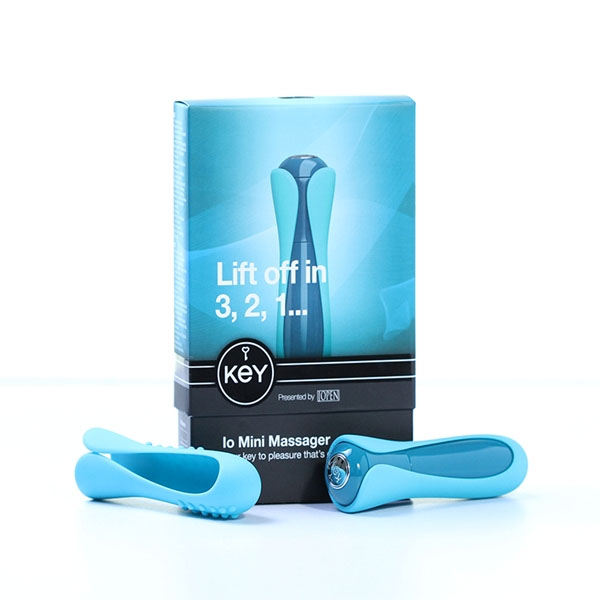 Lift off in
3, 2, 1...
KEY
Presented by JOPEN
Io Mini Massager
key to pleasure that's